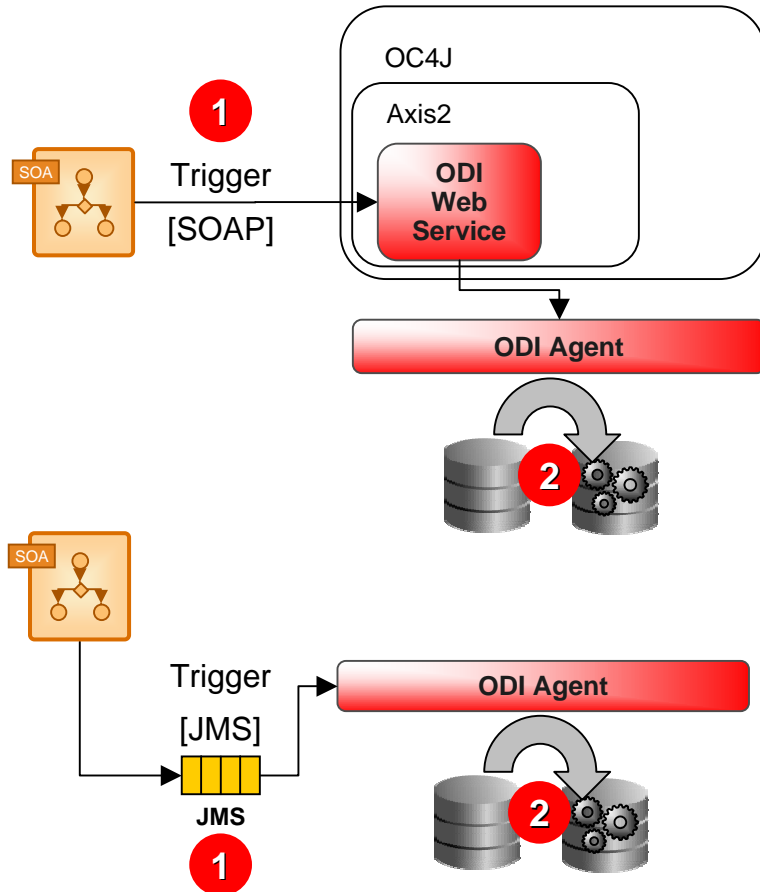 OC4J
1
Axis2
SOA
Trigger
[SOAP]
ODI
Web
Service
ODI Agent
2
SOA
Trigger
[JMS]
ODI Agent
JMS
2
1